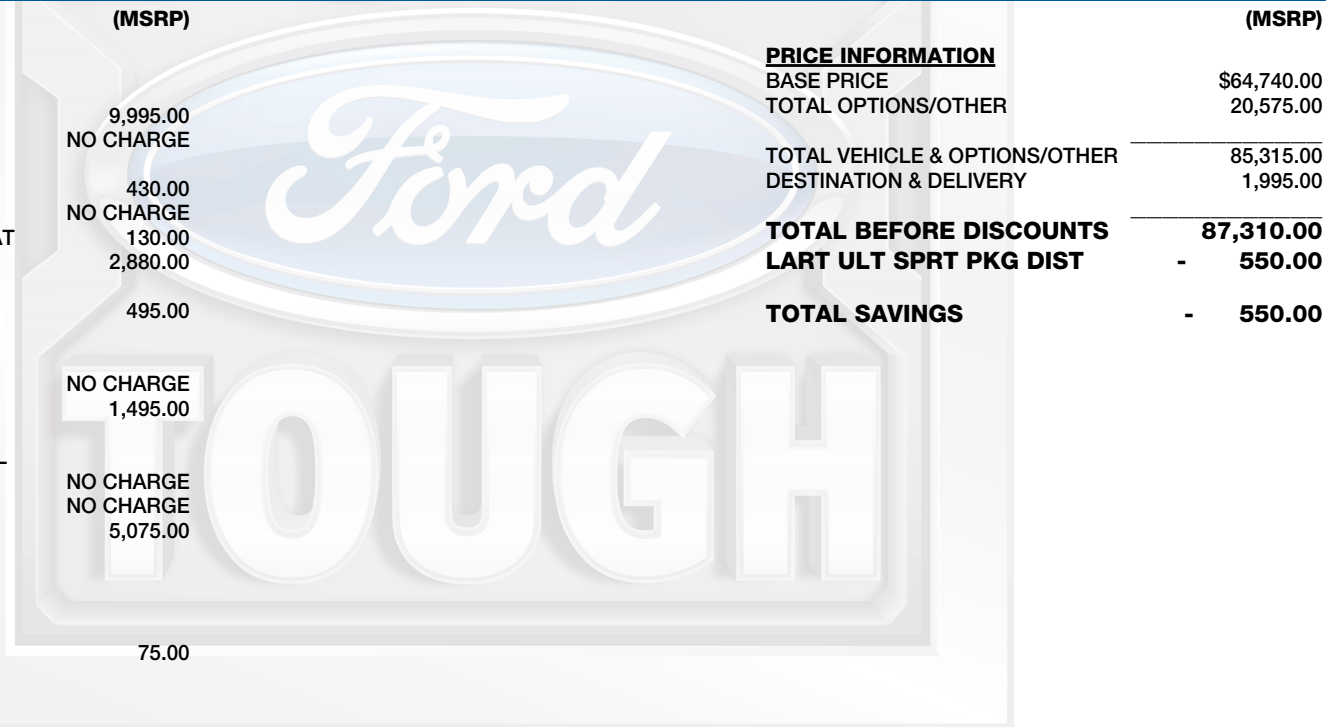 (MSRP)
9,995.00
NO CHARGE
430.00
NO CHARGE
AT 130.00
2,880.00
495.00
NO CHARGE
1,495.00
NO CHARGE
NO CHARGE
5,075.00
75.00
Ford
TOUGH
(MSRP)
PRICE INFORMATION
BASE PRICE $64,740.00
TOTAL OPTIONS/OTHER 20,575.00
TOTAL VEHICLE & OPTIONS/OTHER 85,315.00
DESTINATION & DELIVERY 1,995.00
TOTAL BEFORE DISCOUNTS 87,310.00
LART ULT SPRT PKG DIST - 550.00
TOTAL SAVINGS - 550.00